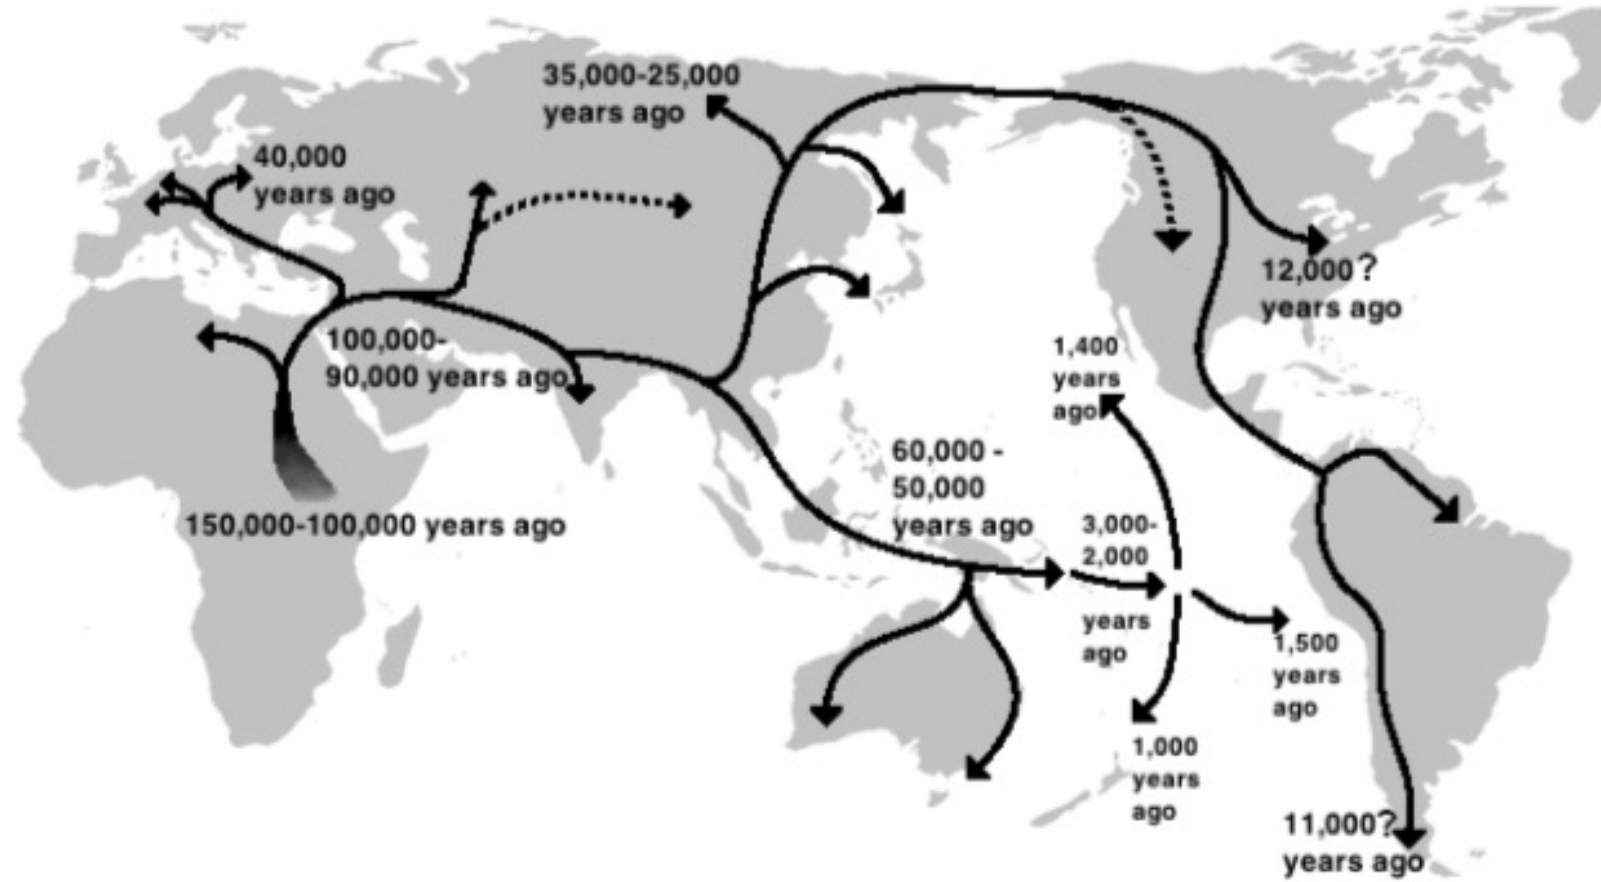 35,000-25,000
years ago
40,000
years ago
12,000?
years ago
100,000-
90,000 years ago
1,400
years
ago
60,000 -
50,000
years ago
150,000-100,000 years ago
3,000-
2,000
years
ago
1,500
years
ago
1,000
years
ago
11,000?
years ago